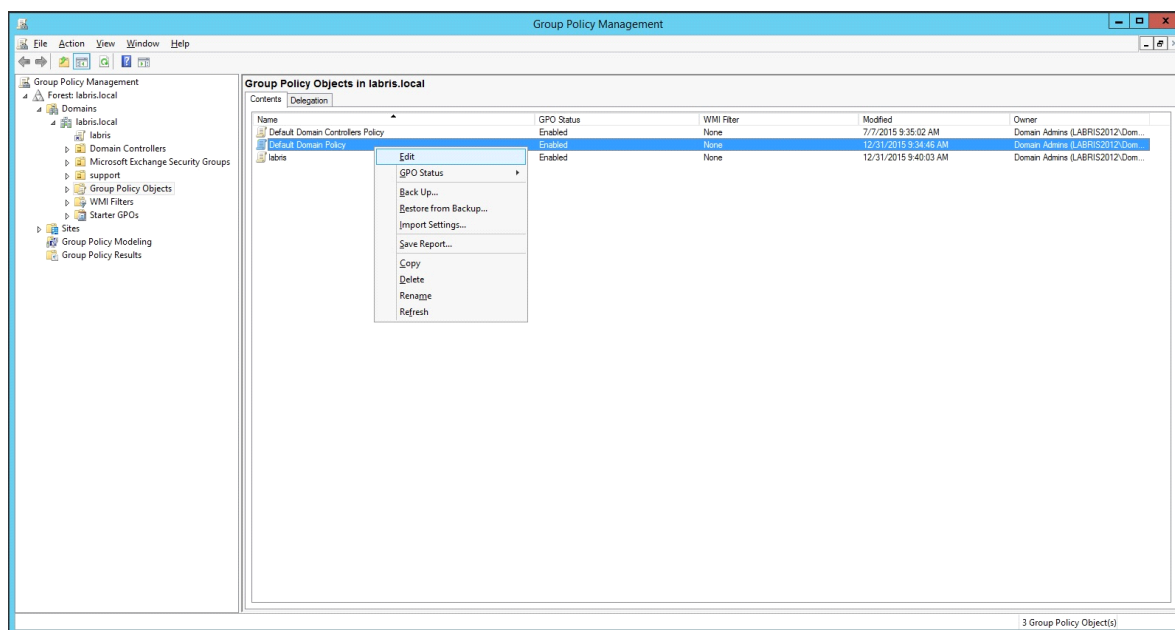 Group Policy Management
File Action View Window Help
Group Policy Management
Forest: labris.local
Domains
labris.local
labris
Domain Controllers
Microsoft Exchange Security Groups
support
Group Policy Objects
WMI Filters
Starter GPOs
Sites
Group Policy Modeling
Group Policy Results
Group Policy Objects in labris.local
Contents Delegation
Name GPO Status WMI Filter Modified Owner
Default Domain Controllers Policy Enabled None 7/7/2015 9:35:02 AM Domain Admins (LABRIS2012\Dom...
Default Domain Policy Enabled None 12/31/2015 9:34:46 AM Domain Admins (LABRIS2012\Dom...
labris Enabled None 12/31/2015 9:40:03 AM Domain Admins (LABRIS2012\Dom...
Edit
GPO Status
Back Up...
Restore from Backup...
Import Settings...
Save Report...
Copy
Delete
Rename
Refresh
3 Group Policy Object(s)